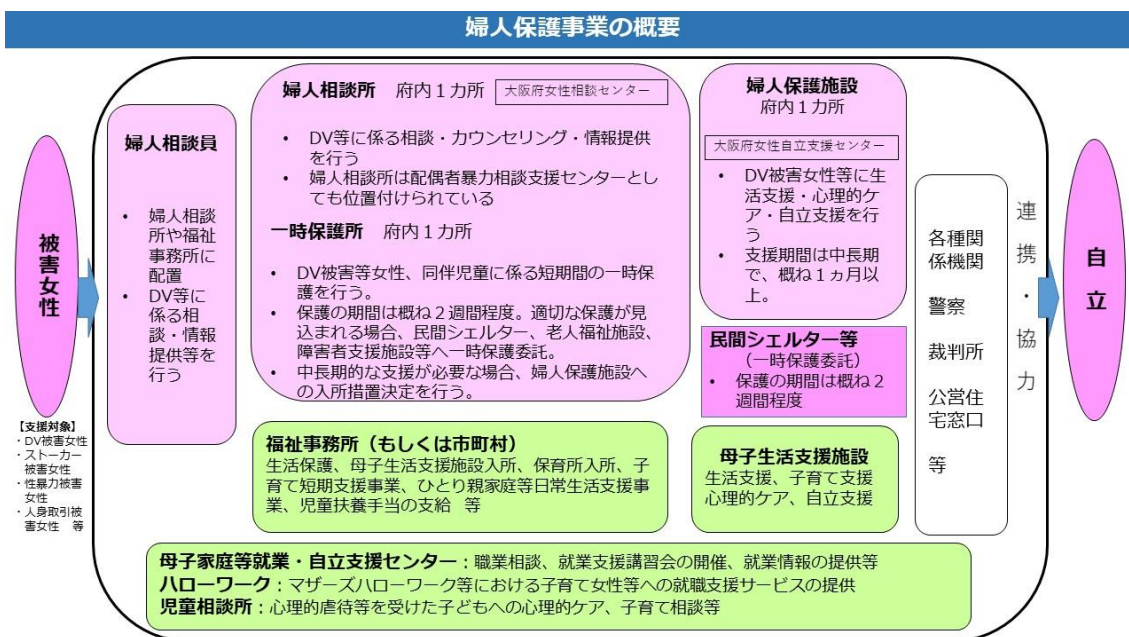 婦人保護事業の概要
被害女性
【支援対象】
・DV被害女性
・ストーカー
被害女性
・性暴力被害
女性
・人身取引被
害女性 等
婦人相談員
• 婦人相談
所や福祉
事務所に
配置
• DV等に
係る相
談・情報
提供等を
行う
婦人相談所 府内1カ所 大阪府女性相談センター
• DV等に係る相談・カウンセリング・情報提供
を行う
• 婦人相談所は配偶者暴力相談支援センターとし
ても位置付けられている
一時保護所 府内1カ所
• DV被害等女性、同伴児童に係る短期間の一時保
護を行う。
• 保護の期間は概ね2週間程度。適切な保護が見
込まれる場合、民間シェルター、老人福祉施設、
障害者支援施設等へ一時保護委託。
• 中長期的な支援が必要な場合、婦人保護施設へ
の入所措置決定を行う。
婦人保護施設
府内1カ所
大阪府女性自立支援センター
• DV被害女性等に生
活支援・心理的ケ
ア・自立支援を行
う
• 支援期間は中長期
で、概ね1ヵ月以
上。
民間シェルター等
（一時保護委託）
• 保護の期間は概ね2
週間程度
福祉事務所（もしくは市町村）
生活保護、母子生活支援施設入所、保育所入所、子
育て短期支援事業、ひとり親家庭等日常生活支援事
業、児童扶養手当の支給 等
母子生活支援施設
生活支援、子育て支援
心理的ケア、自立支援
各種関
係機関
警察
裁判所
公営住
宅窓口
等
連携・協力
自立
母子家庭等就業・自立支援センター：職業相談、就業支援講習会の開催、就業情報の提供等
ハローワーク：マザーズハローワーク等における子育て女性等への就職支援サービスの提供
児童相談所：心理的虐待等を受けた子どもへの心理的ケア、子育て相談等